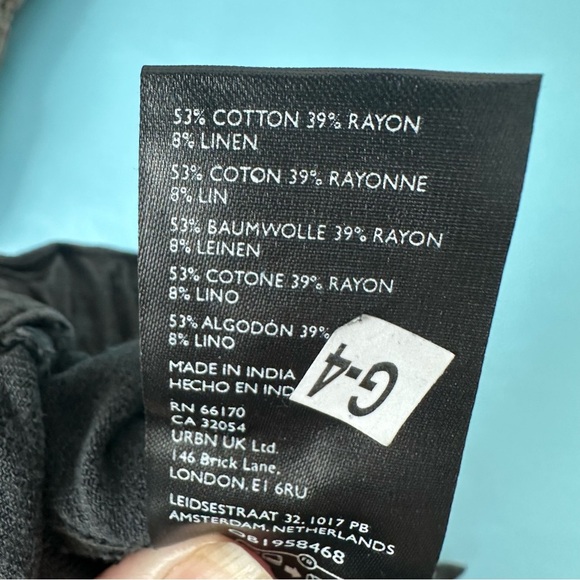 53% COTTON 39% RAYON
8% LINEN
53% COTON 39% RAYONNE
8% LIN
53% BAUMWOLLE 39% RAYON
8% LEINEN
53% COTONE 39% RAYON
8% LINO
53% ALGODÓN 39%
8% LINO
MADE IN INDIA
HECHO EN IND
G-4
RN 66170
CA 32054
URBN UK Ltd.
146 Brick Lane,
LONDON, E1 6RU
LEIDSESTRAAT 32, 1017 PB
AMSTERDAM, NETHERLANDS
OB1958468